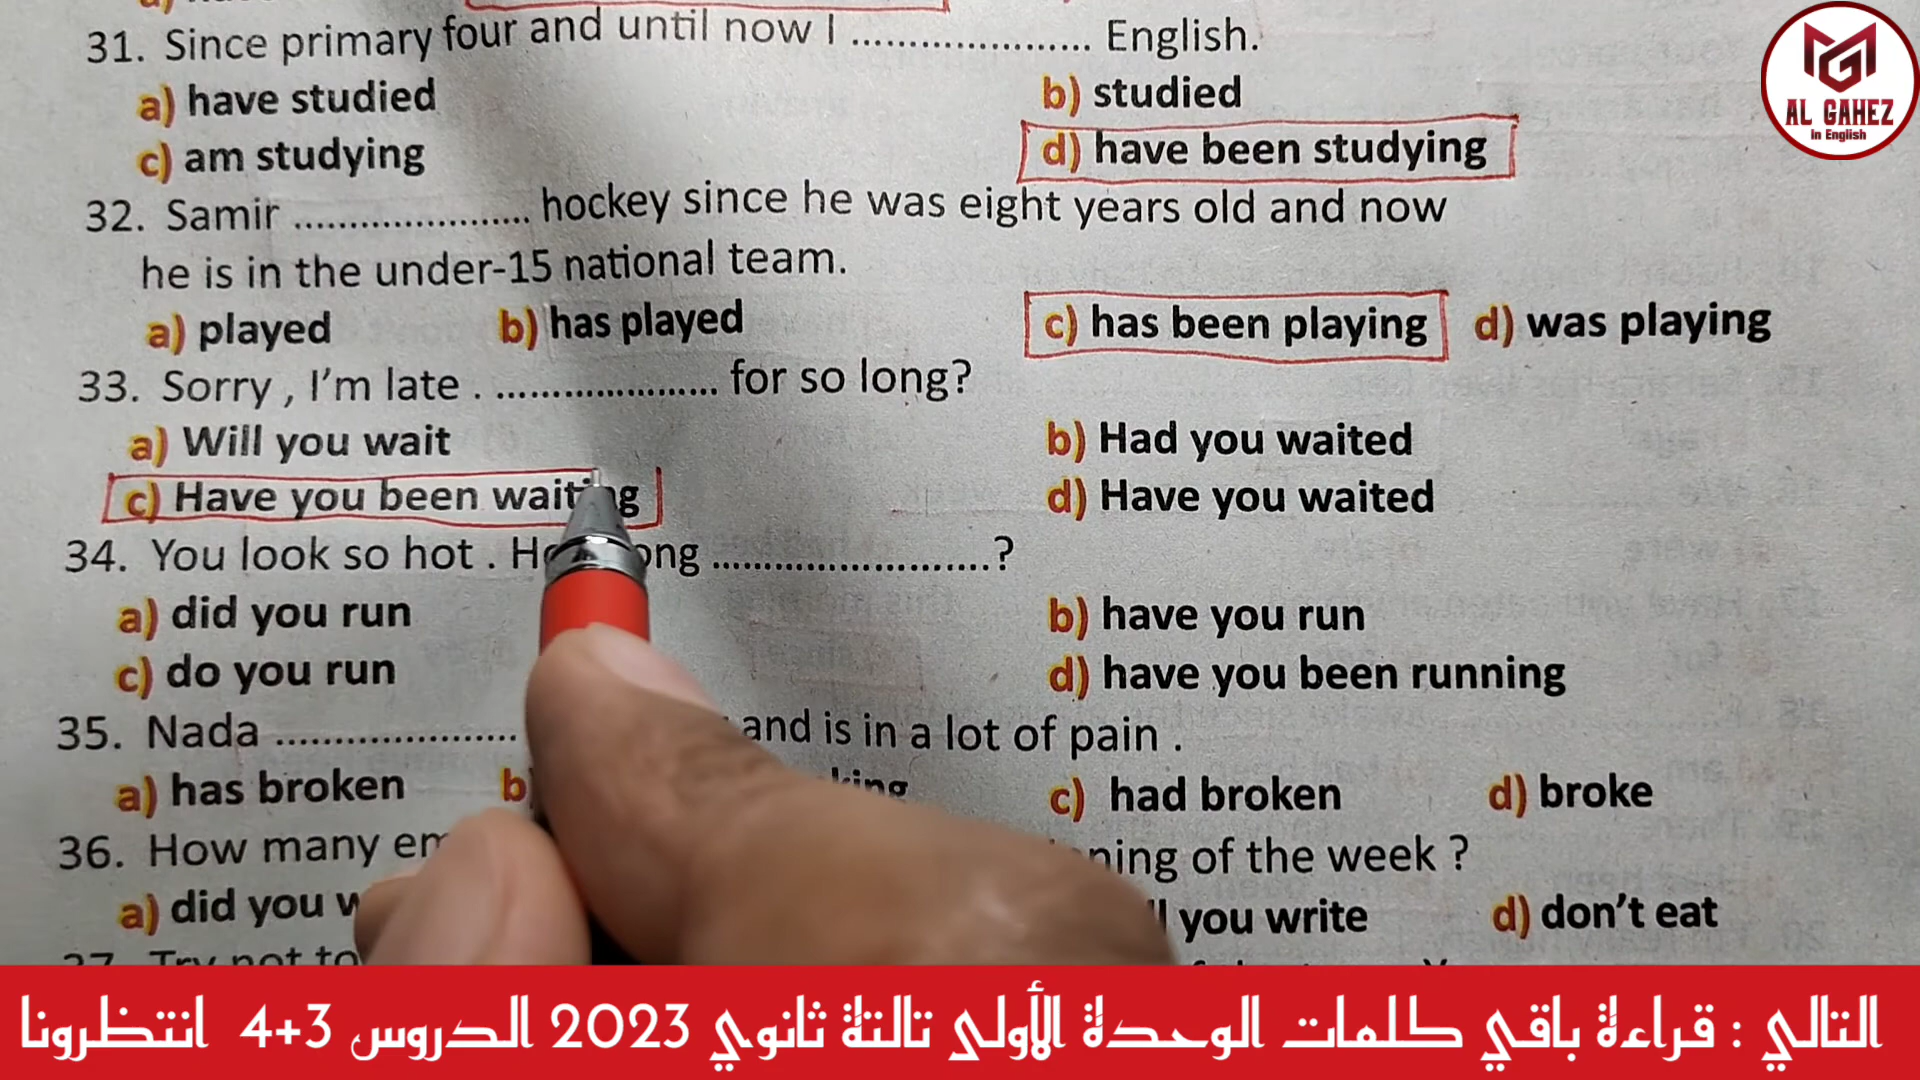 31. Since primary four and until now I ........................ English.
a) have studied b) studied
c) am studying d) have been studying
32. Samir ........................ hockey since he was eight years old and now
he is in the under-15 national team.
a) played b) has played c) has been playing d) was playing
33. Sorry , I'm late . ........................ for so long?
a) Will you wait b) Had you waited
c) Have you been waiting d) Have you waited
34. You look so hot . How long ........................?
a) did you run b) have you run
c) do you run d) have you been running
35. Nada ........................ and is in a lot of pain .
a) has broken b) c) had broken d) broke
36. How many of the week ?
a) did you you write d) don't eat
37. Try not to
AL GAHEZ
in English
التالي : قراءة باقي كلمات الوحدة الأولى تالتة ثانوي 2023 الدروس 3+4 انتظرونا